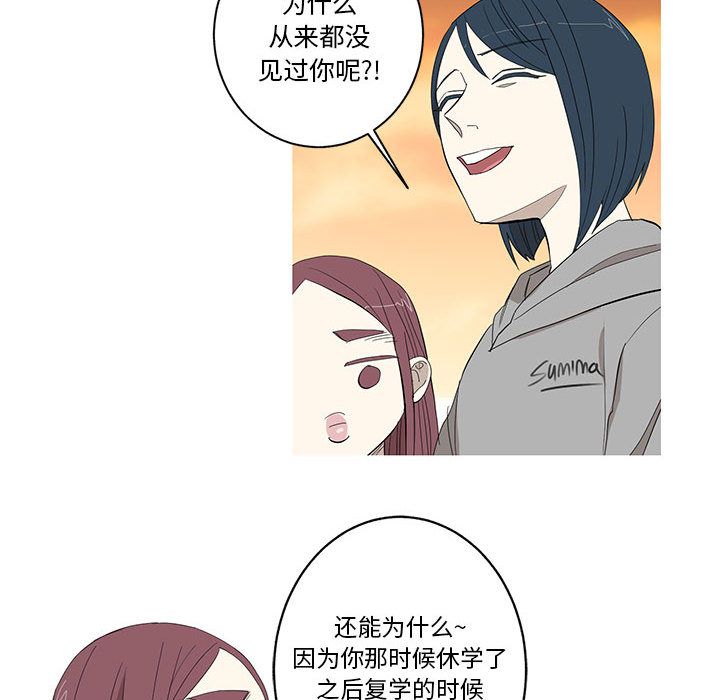 为什么
从来都没
见过你呢?!
Sumima
还能为什么~
因为你那时候休学了
之后复学的时候